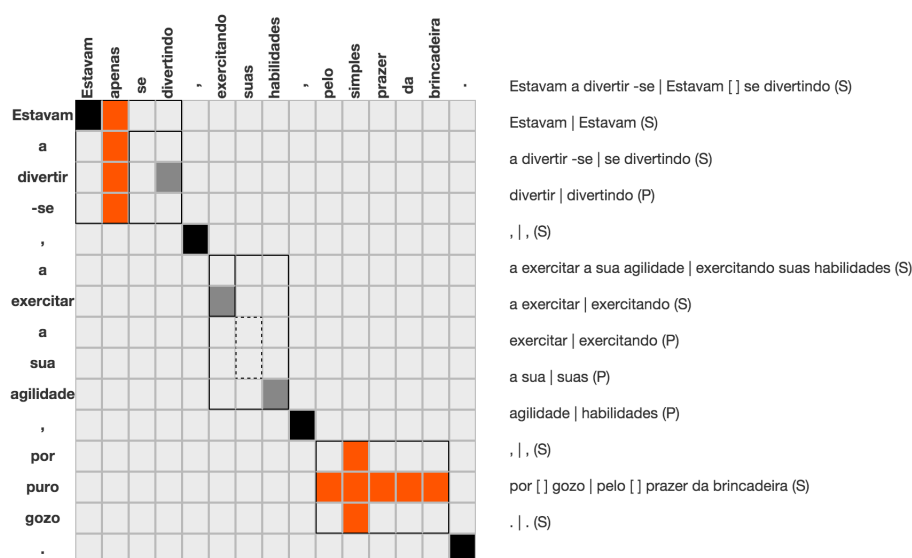 Estavam
apenas
se
divertindo
,
exercitando
suas
habilidades
,
pelo
simples
prazer
da
brincadeira
.
Estavam
a
divertir
-se
,
a
exercitar
a
sua
agilidade
,
por
puro
gozo
.
Estavam a divertir -se | Estavam [ ] se divertindo (S)
Estavam | Estavam (S)
a divertir -se | se divertindo (S)
divertir | divertindo (P)
, | , (S)
a exercitar a sua agilidade | exercitando suas habilidades (S)
a exercitar | exercitando (S)
exercitar | exercitando (P)
a sua | suas (P)
agilidade | habilidades (P)
, | , (S)
por [ ] gozo | pelo [ ] prazer da brincadeira (S)
. | . (S)